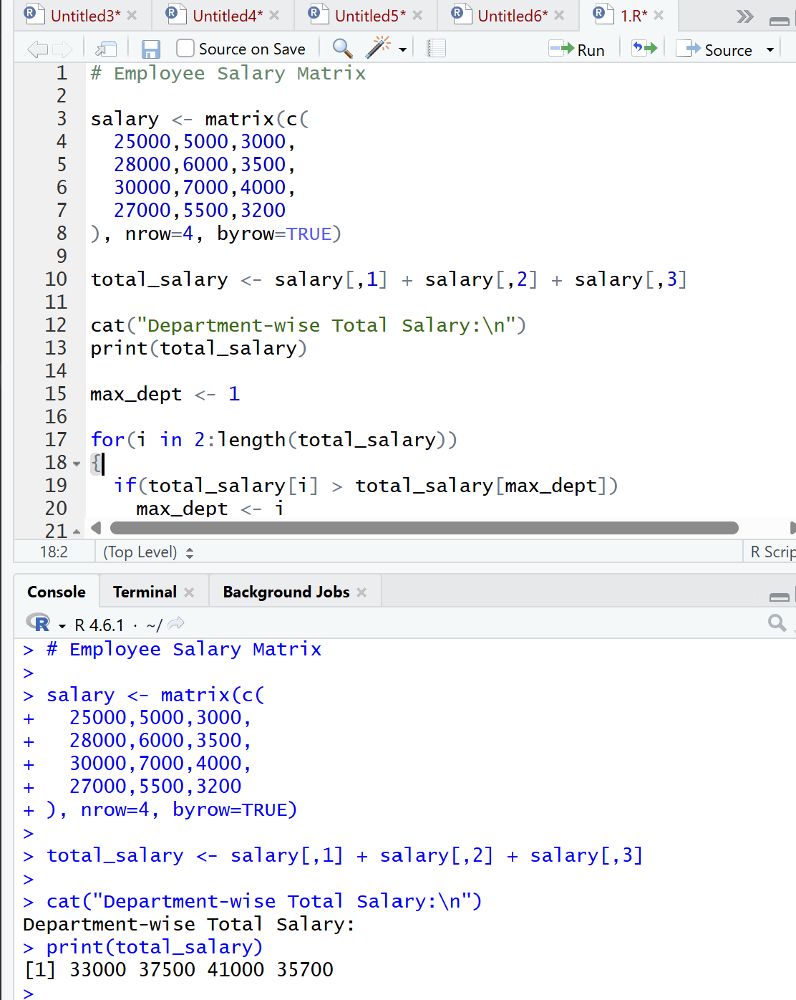 Untitled3* Untitled4* Untitled5* Untitled6* 1.R*
Source on Save Run Source
1 # Employee Salary Matrix
2
3 salary <- matrix(c(
4   25000,5000,3000,
5   28000,6000,3500,
6   30000,7000,4000,
7   27000,5500,3200
8 ), nrow=4, byrow=TRUE)
9
10 total_salary <- salary[,1] + salary[,2] + salary[,3]
11
12 cat("Department-wise Total Salary:\n")
13 print(total_salary)
14
15 max_dept <- 1
16
17 for(i in 2:length(total_salary))
18 {
19   if(total_salary[i] > total_salary[max_dept])
20     max_dept <- i
21
18:2 (Top Level) R Scrip
Console Terminal Background Jobs
R 4.6.1 · ~/
> # Employee Salary Matrix
>
> salary <- matrix(c(
+   25000,5000,3000,
+   28000,6000,3500,
+   30000,7000,4000,
+   27000,5500,3200
+ ), nrow=4, byrow=TRUE)
>
> total_salary <- salary[,1] + salary[,2] + salary[,3]
>
> cat("Department-wise Total Salary:\n")
Department-wise Total Salary:
> print(total_salary)
[1] 33000 37500 41000 35700
>